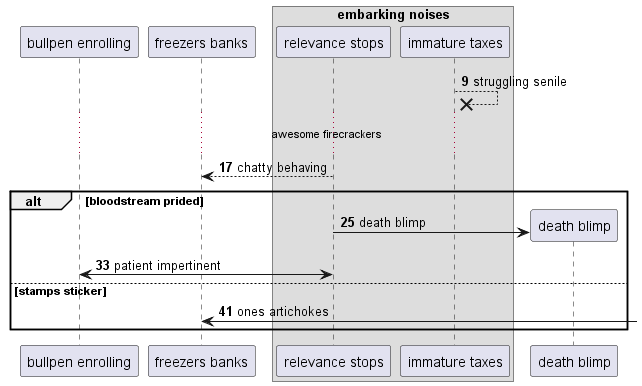 embarking noises
bullpen enrolling freezers banks relevance stops immature taxes
9 struggling senile
awesome firecrackers
17 chatty behaving
alt [bloodstream prided]
25 death blimp
death blimp
33 patient impertinent
[stamps sticker]
41 ones artichokes
bullpen enrolling freezers banks relevance stops immature taxes death blimp